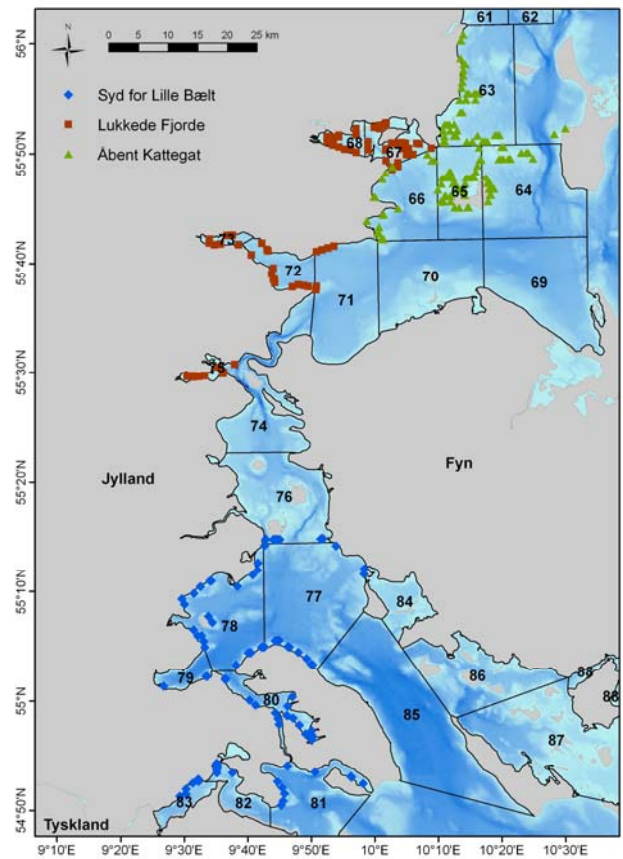 61 62
56°N
N
0 5 10 15 20 25 km
63
Syd for Lille Bælt
Lukkede Fjorde
Åbent Kattegat
55°50'N
68
67
66 65 64
73
55°40'N
72 71 70 69
55°30'N
75
74
Jylland Fyn
55°20'N
76
55°10'N
77
84
78
79
86 88
88
55°N
80 85
87
83 82 81
54°50'N
Tyskland
9°10'E 9°20'E 9°30'E 9°40'E 9°50'E 10°E 10°10'E 10°20'E 10°30'E